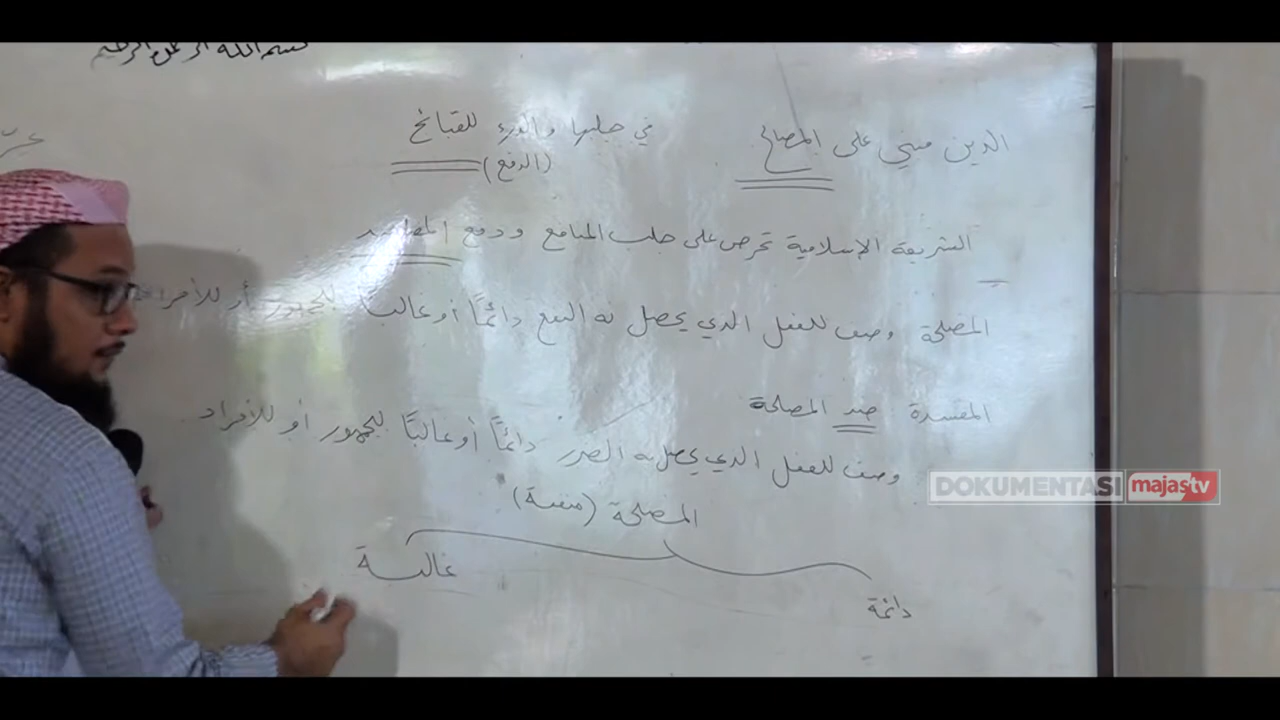 بسم الله الرحمن الرحيم
الدين مبني على المصالح في جلبها والدرء للقبائح
(الدفع)
الشريعة الإسلامية تحرص على جلب المنافع ودفع المفاسد
المصلحة وصف للفعل الذي يحصل به النفع دائمًا أو غالبًا للجمهور أو للأفراد
المفسدة ضد المصلحة
وصف للفعل الذي يحصل به الضرر دائمًا أو غالبًا للجمهور أو للأفراد
DOKUMENTASI majastv
المصلحة
غالبة
دائمة